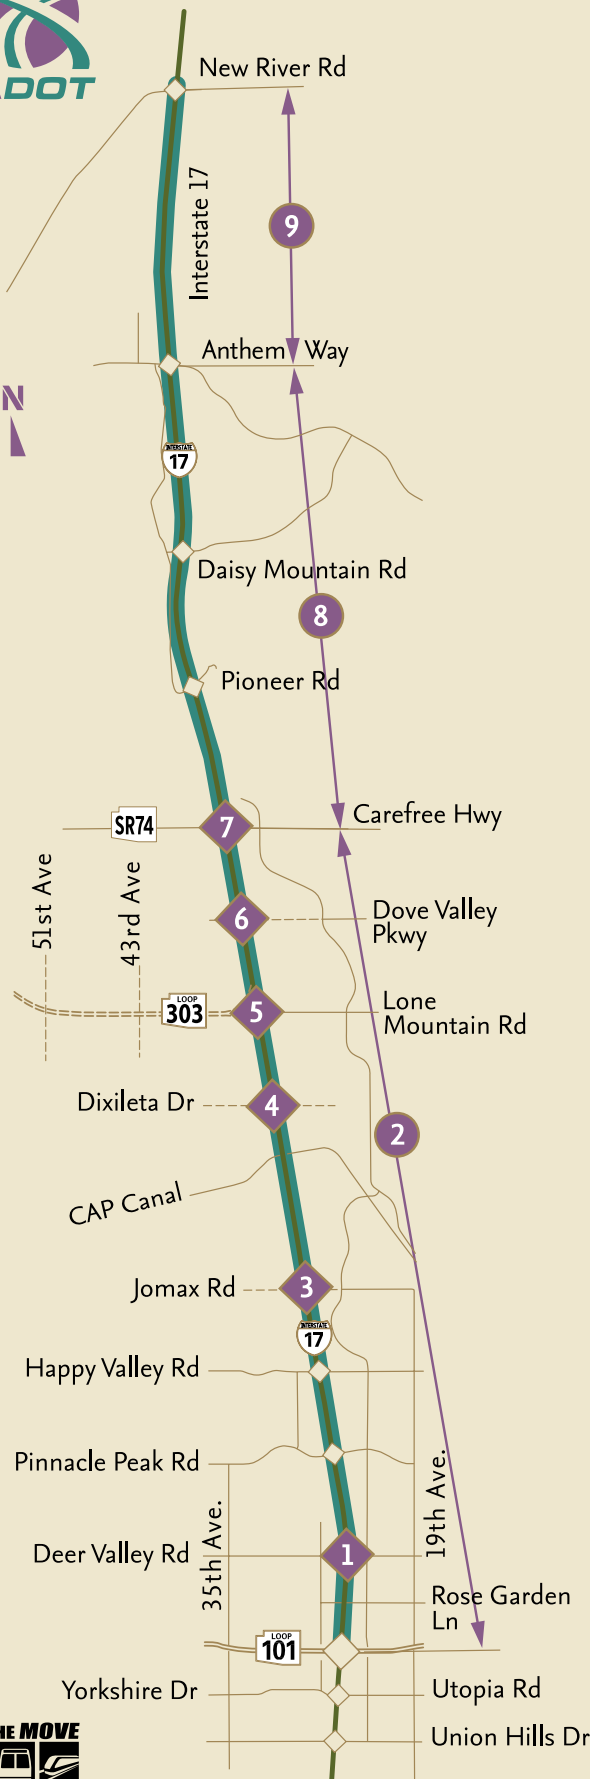 ADOT
New River Rd
Interstate 17
9
Anthem Way
N
INTERSTATE
17
Daisy Mountain Rd
8
Pioneer Rd
Carefree Hwy
SR74
7
51st Ave
43rd Ave
6
Dove Valley
Pkwy
LOOP
303
5
Lone
Mountain Rd
Dixileta Dr
4
2
CAP Canal
Jomax Rd
3
INTERSTATE
17
Happy Valley Rd
Pinnacle Peak Rd
19th Ave.
35th Ave.
Deer Valley Rd
1
Rose Garden
Ln
LOOP
101
Yorkshire Dr
Utopia Rd
Union Hills Dr
HE MOVE